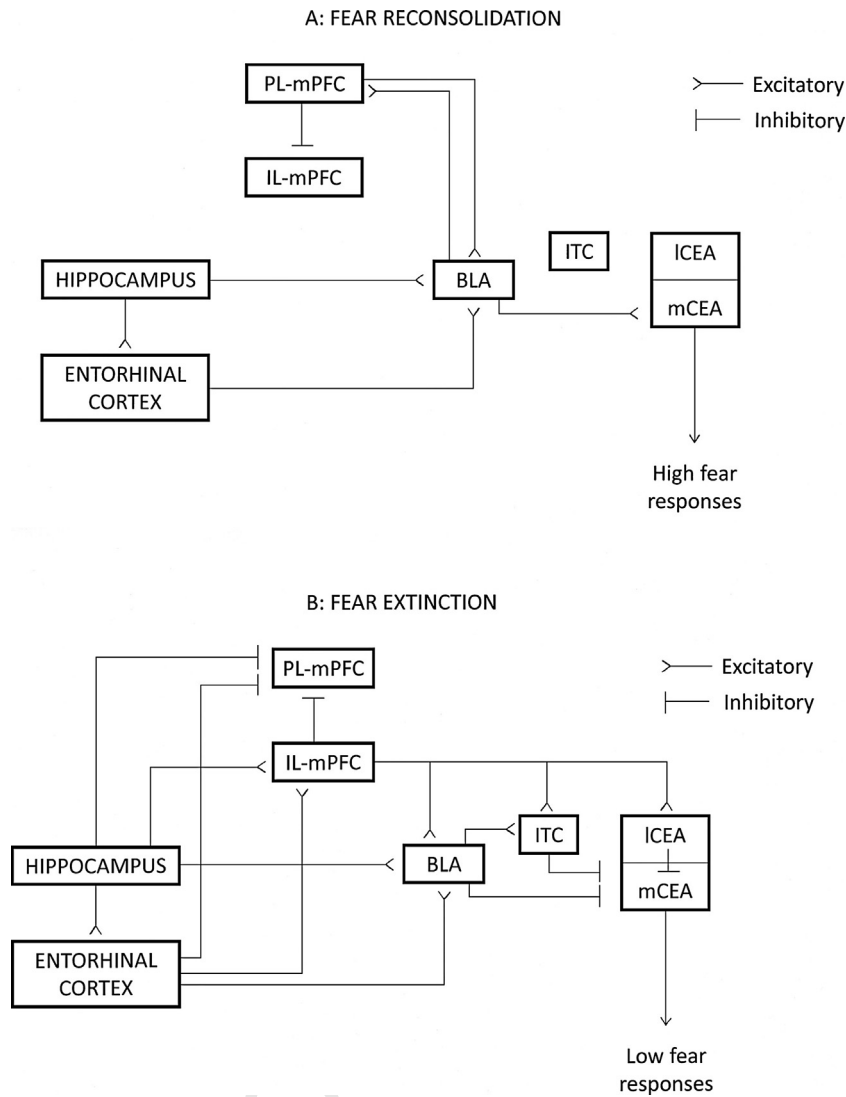 A: FEAR RECONSOLIDATION
PL-mPFC
Excitatory
Inhibitory
IL-mPFC
ITC
lCEA
HIPPOCAMPUS
BLA
mCEA
ENTORHINAL
CORTEX
High fear
responses
B: FEAR EXTINCTION
PL-mPFC
Excitatory
Inhibitory
IL-mPFC
ITC
lCEA
HIPPOCAMPUS
BLA
mCEA
ENTORHINAL
CORTEX
Low fear
responses